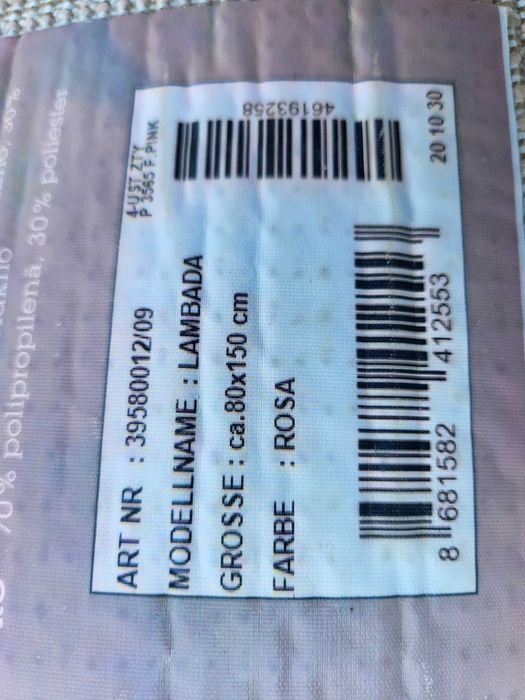 70% polipropilenă, 30% poliester
ART NR : 39580012/09
MODELLNAME : LAMBADA
GROSSE : ca.80x150 cm
FARBE : ROSA
4-UST ZTY
P 3565 F.PINK
46193258
20 10 30
8 681582 412553